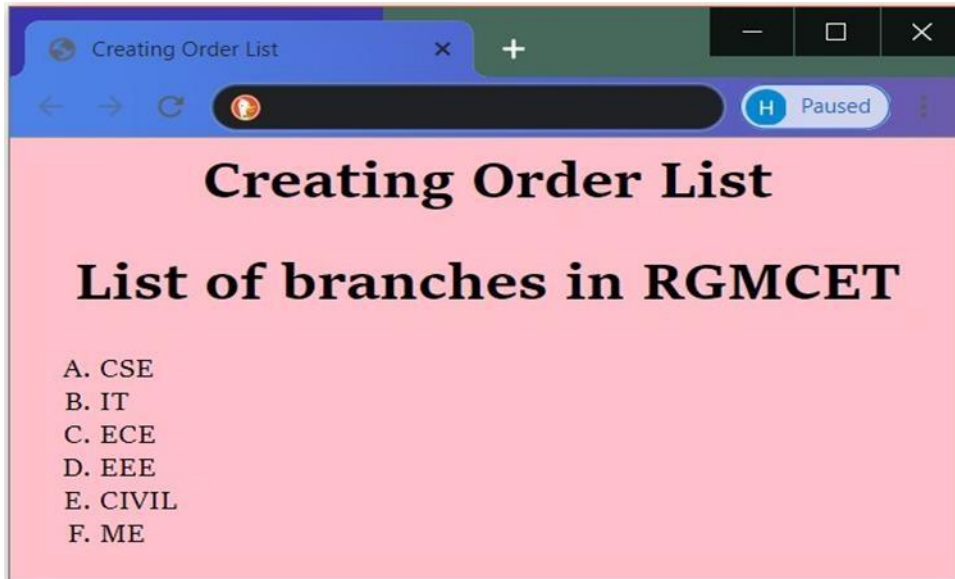 Creating Order List
H Paused
Creating Order List
List of branches in RGMCET
A. CSE
B. IT
C. ECE
D. EEE
E. CIVIL
F. ME